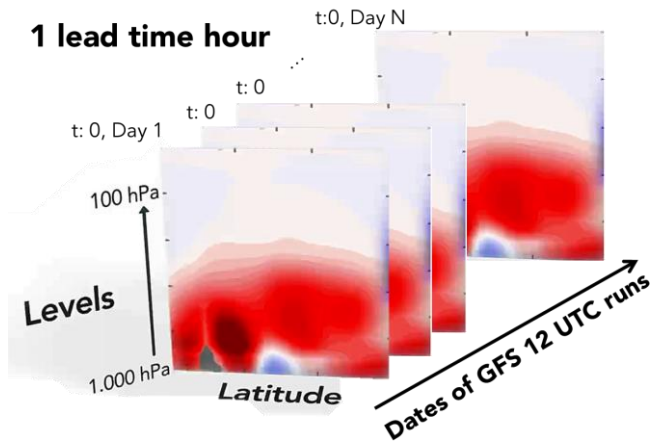 t:0, Day N
1 lead time hour
...
t: 0
t: 0
t: 0, Day 1
100 hPa
Levels
1.000 hPa
Latitude
Dates of GFS 12 UTC runs